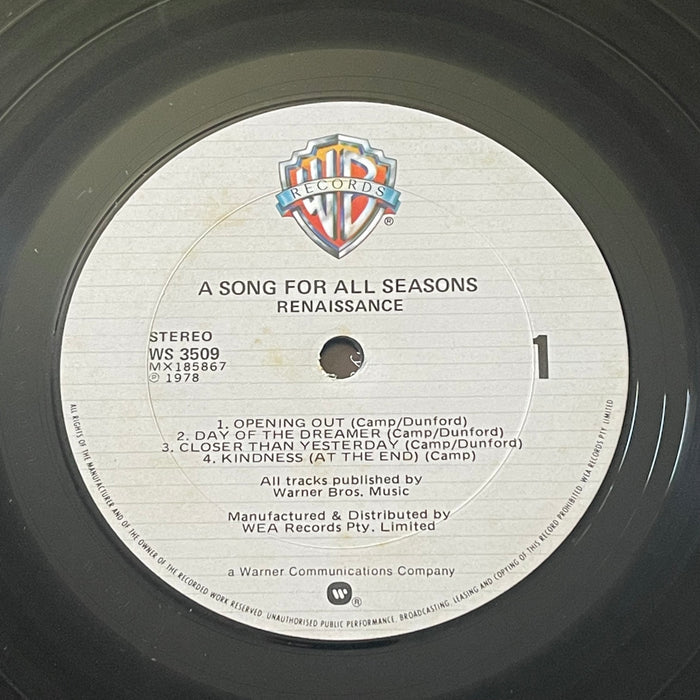 WB
RECORDS
®
A SONG FOR ALL SEASONS
RENAISSANCE
STEREO
WS 3509
MX185867
℗ 1978
1
1. OPENING OUT (Camp/Dunford)
2. DAY OF THE DREAMER (Camp/Dunford)
3. CLOSER THAN YESTERDAY (Camp/Dunford)
4. KINDNESS (AT THE END) (Camp)
All tracks published by
Warner Bros. Music
Manufactured & Distributed by
WEA Records Pty. Limited
a Warner Communications Company
®
ALL RIGHTS OF THE MANUFACTURER AND OF THE OWNER OF THE RECORDED WORK RESERVED. UNAUTHORISED PUBLIC PERFORMANCE, BROADCASTING, LEASING AND COPYING OF THIS RECORD PROHIBITED. WEA RECORDS PTY. LIMITED